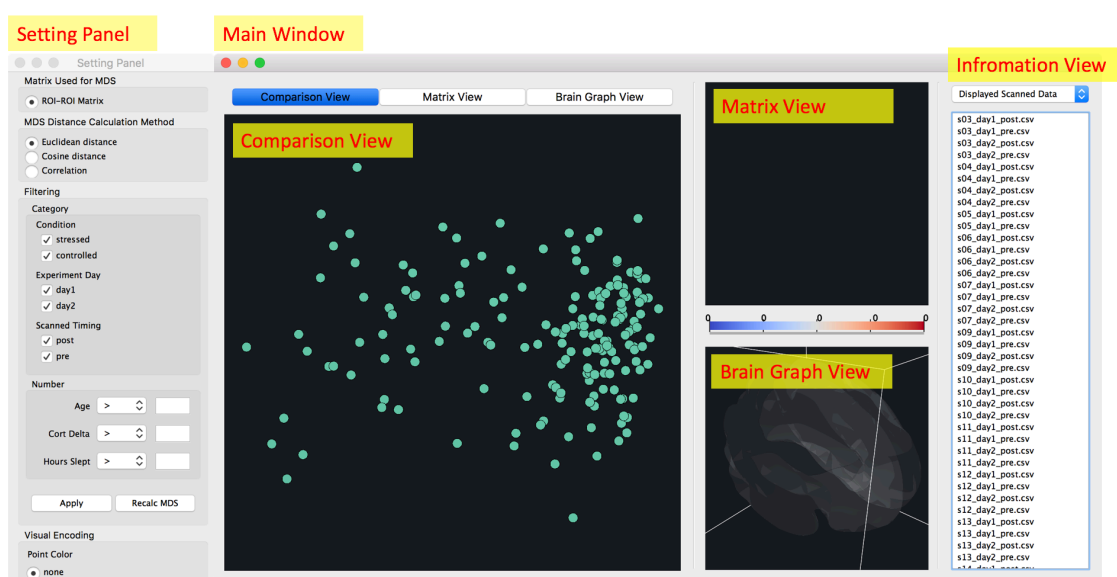 Setting Panel
Main Window
Infromation View
Setting Panel
Matrix Used for MDS
ROI-ROI Matrix
MDS Distance Calculation Method
Euclidean distance
Cosine distance
Correlation
Filtering
Category
Condition
stressed
controlled
Experiment Day
day1
day2
Scanned Timing
post
pre
Number
Age >
Cort Delta >
Hours Slept >
Apply Recalc MDS
Visual Encoding
Point Color
none
Comparison View Matrix View Brain Graph View
Comparison View
Matrix View
0 0 0 .0 .0
Brain Graph View
Displayed Scanned Data
s03_day1_post.csv
s03_day1_pre.csv
s03_day2_post.csv
s03_day2_pre.csv
s04_day1_post.csv
s04_day1_pre.csv
s04_day2_post.csv
s04_day2_pre.csv
s05_day1_post.csv
s05_day1_pre.csv
s06_day1_post.csv
s06_day1_pre.csv
s06_day2_post.csv
s06_day2_pre.csv
s07_day1_post.csv
s07_day1_pre.csv
s07_day2_post.csv
s07_day2_pre.csv
s09_day1_post.csv
s09_day1_pre.csv
s09_day2_post.csv
s09_day2_pre.csv
s10_day1_post.csv
s10_day1_pre.csv
s10_day2_post.csv
s10_day2_pre.csv
s11_day1_post.csv
s11_day1_pre.csv
s11_day2_post.csv
s11_day2_pre.csv
s12_day1_post.csv
s12_day1_pre.csv
s12_day2_post.csv
s12_day2_pre.csv
s13_day1_post.csv
s13_day1_pre.csv
s13_day2_post.csv
s13_day2_pre.csv
s14_day1_post.csv